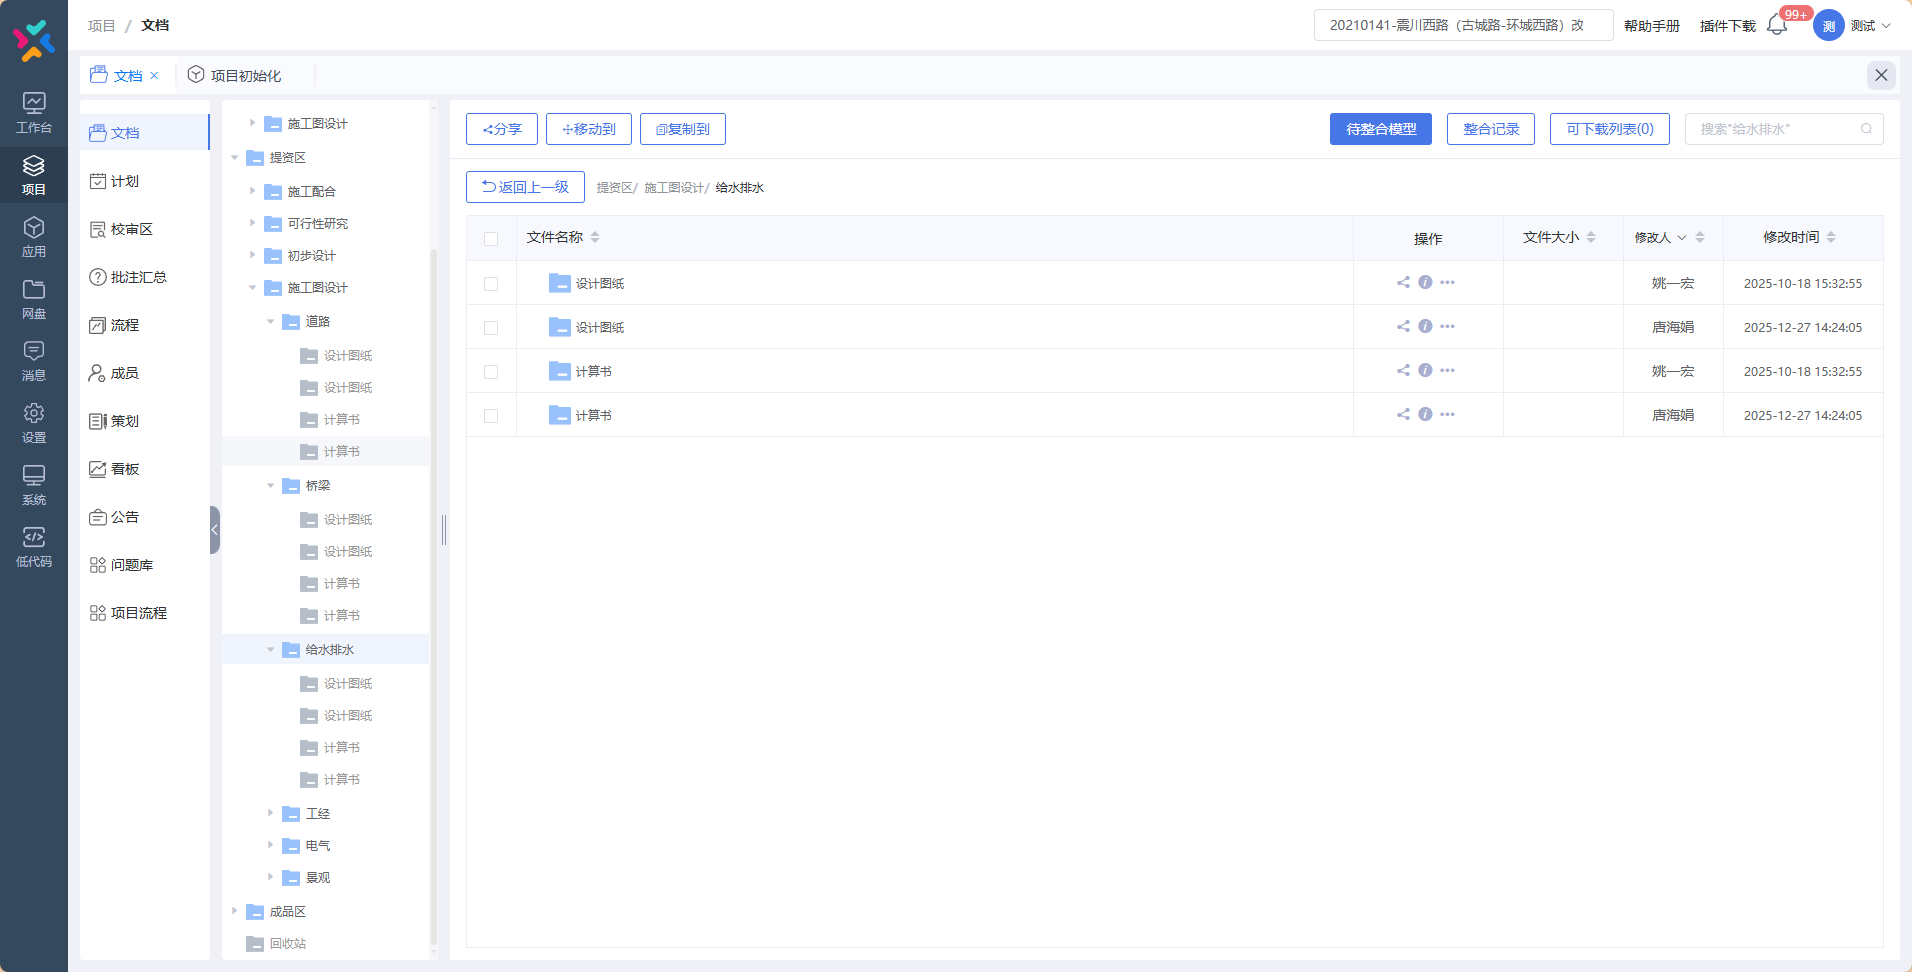 项目 / 文档
20210141-震川西路（古城路-环城西路）改
帮助手册
插件下载
99+
测
测试
工作台
项目
应用
网盘
消息
设置
系统
低代码
文档
项目初始化
文档
计划
校审区
批注汇总
流程
成员
策划
看板
公告
问题库
项目流程
施工图设计
提资区
施工配合
可行性研究
初步设计
施工图设计
道路
设计图纸
设计图纸
计算书
计算书
桥梁
设计图纸
设计图纸
计算书
计算书
给水排水
设计图纸
设计图纸
计算书
计算书
工经
电气
景观
成品区
回收站
分享
移动到
复制到
待整合模型
整合记录
可下载列表(0)
搜索"给水排水"
返回上一级
提资区/ 施工图设计/ 给水排水
文件名称 操作 文件大小 修改人 修改时间
设计图纸 姚一宏 2025-10-18 15:32:55
设计图纸 唐海娟 2025-12-27 14:24:05
计算书 姚一宏 2025-10-18 15:32:55
计算书 唐海娟 2025-12-27 14:24:05